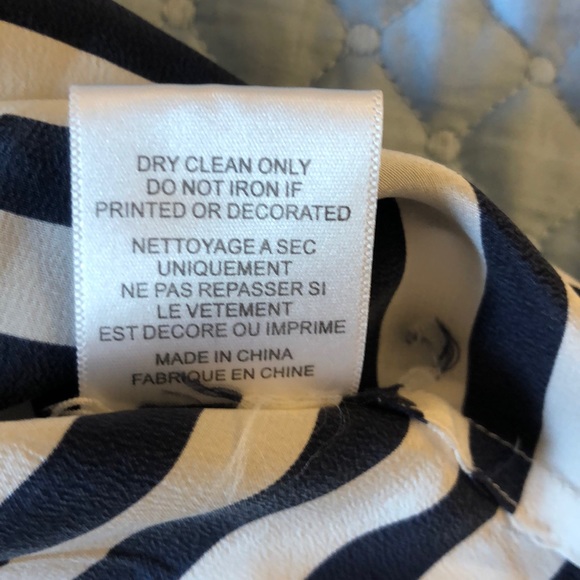 DRY CLEAN ONLY
DO NOT IRON IF
PRINTED OR DECORATED
NETTOYAGE A SEC
UNIQUEMENT
NE PAS REPASSER SI
LE VETEMENT
EST DECORE OU IMPRIME
MADE IN CHINA
FABRIQUE EN CHINE